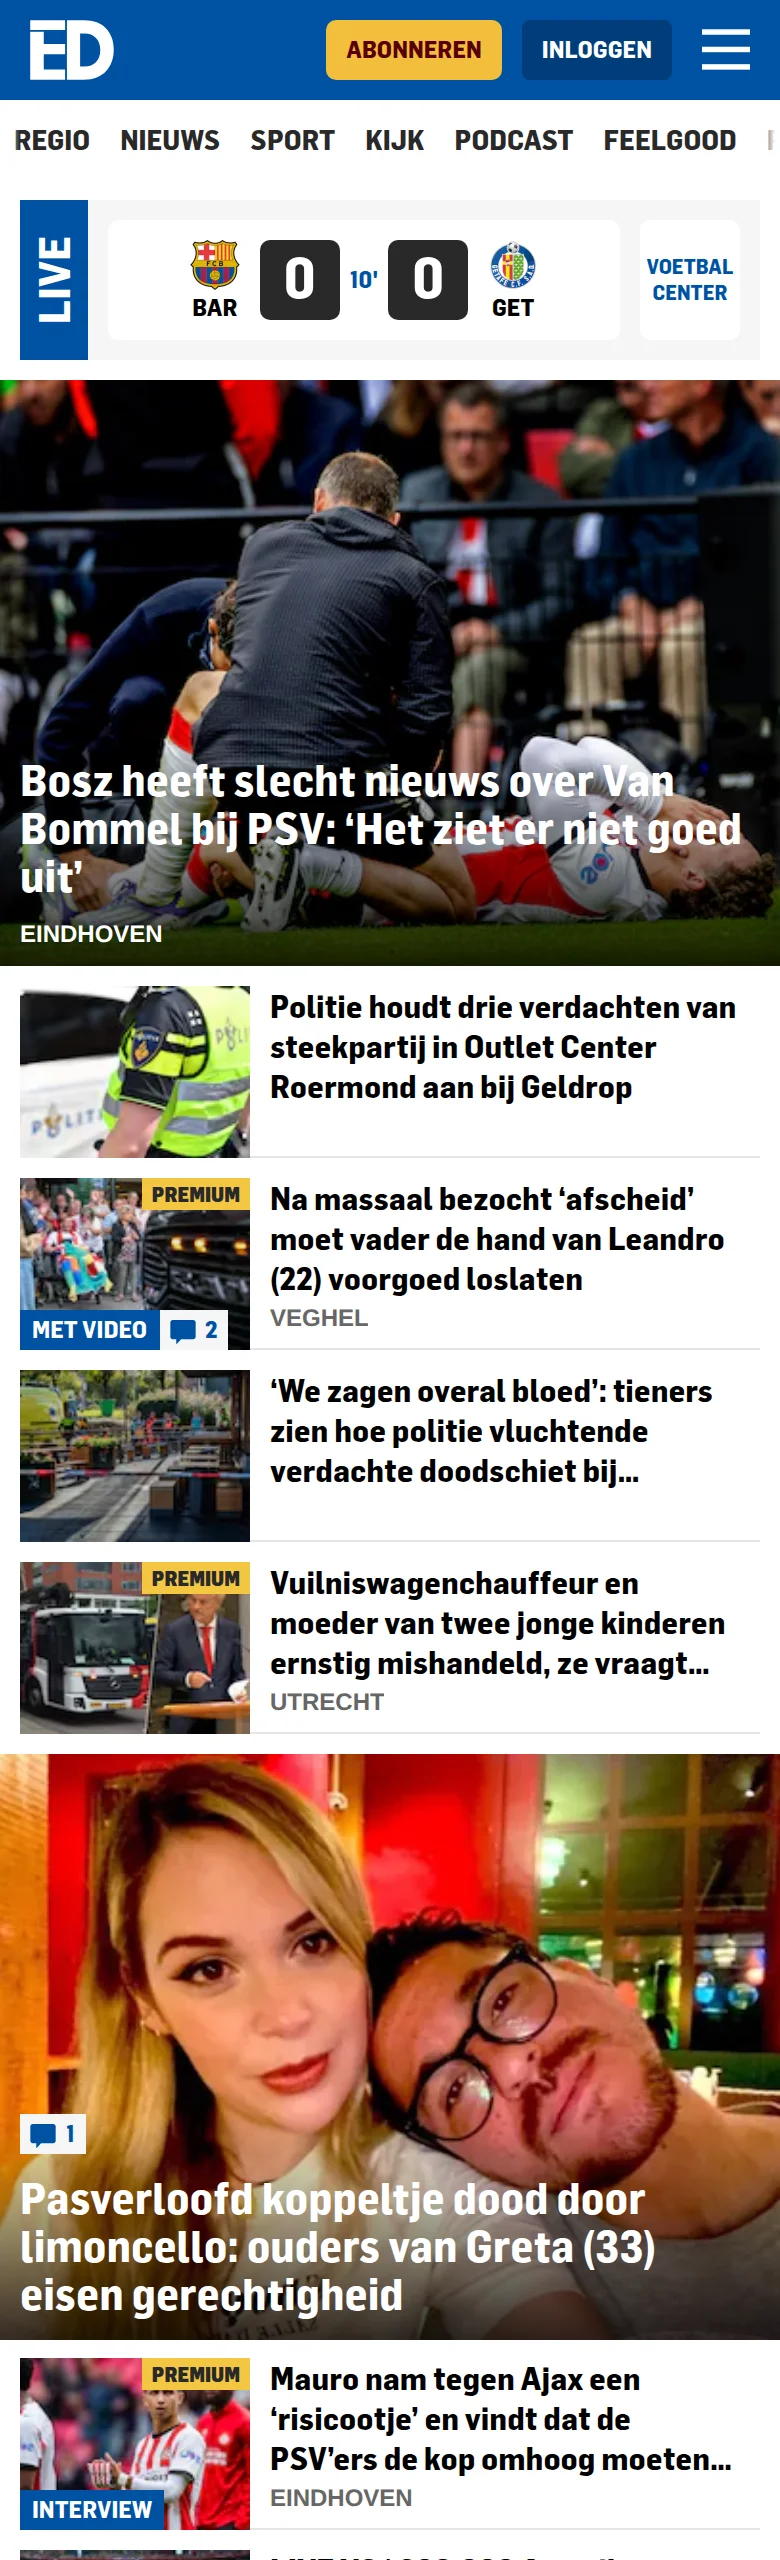 ED
ABONNEREN
INLOGGEN
REGIO NIEUWS SPORT KIJK PODCAST FEELGOOD
LIVE
BAR
0
10'
0
GET
VOETBAL
CENTER
Bosz heeft slecht nieuws over Van
Bommel bij PSV: ‘Het ziet er niet goed
uit’
EINDHOVEN
Politie houdt drie verdachten van
steekpartij in Outlet Center
Roermond aan bij Geldrop
PREMIUM
MET VIDEO
2
Na massaal bezocht ‘afscheid’
moet vader de hand van Leandro
(22) voorgoed loslaten
VEGHEL
‘We zagen overal bloed’: tieners
zien hoe politie vluchtende
verdachte doodschiet bij...
PREMIUM
Vuilniswagenchauffeur en
moeder van twee jonge kinderen
ernstig mishandeld, ze vraagt...
UTRECHT
1
Pasverloofd koppeltje dood door
limoncello: ouders van Greta (33)
eisen gerechtigheid
PREMIUM
INTERVIEW
Mauro nam tegen Ajax een
‘risicootje’ en vindt dat de
PSV’ers de kop omhoog moeten...
EINDHOVEN